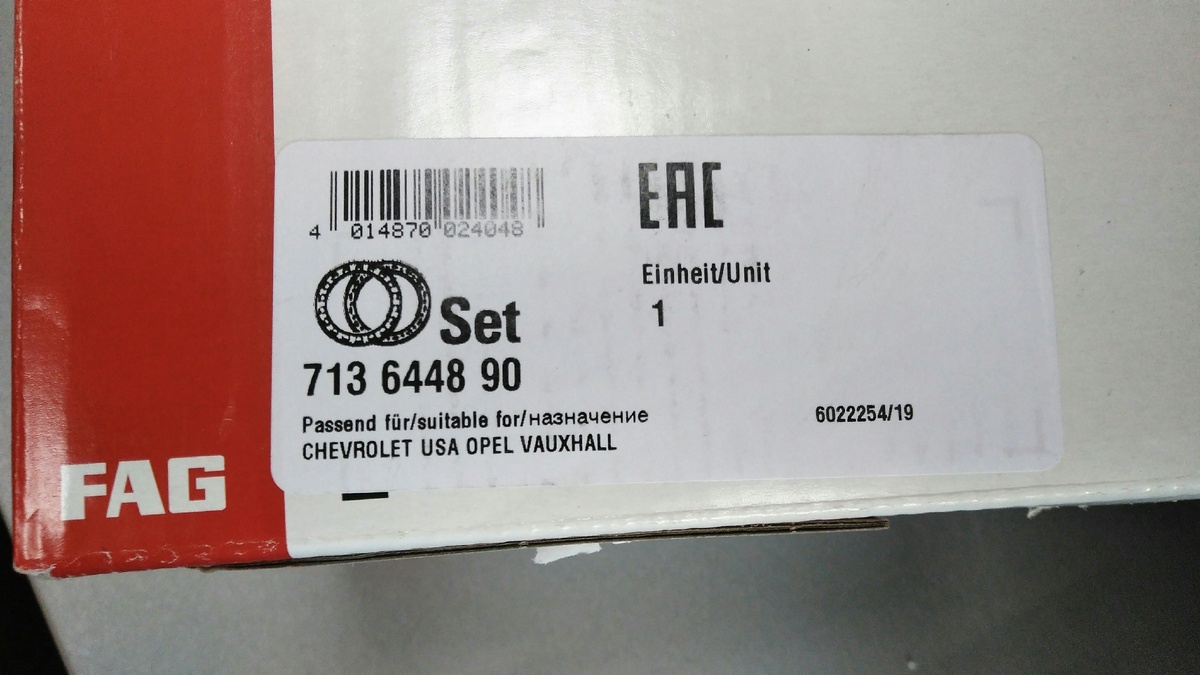 4 014870 024048
EAC
Einheit/Unit
1
Set
713 6448 90
Passend für/suitable for/назначение
6022254/19
CHEVROLET USA OPEL VAUXHALL
FAG